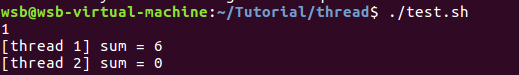 wsb@wsb-virtual-machine:~/Tutorial/thread$ ./test.sh
1
[thread 1] sum = 6
[thread 2] sum = 0